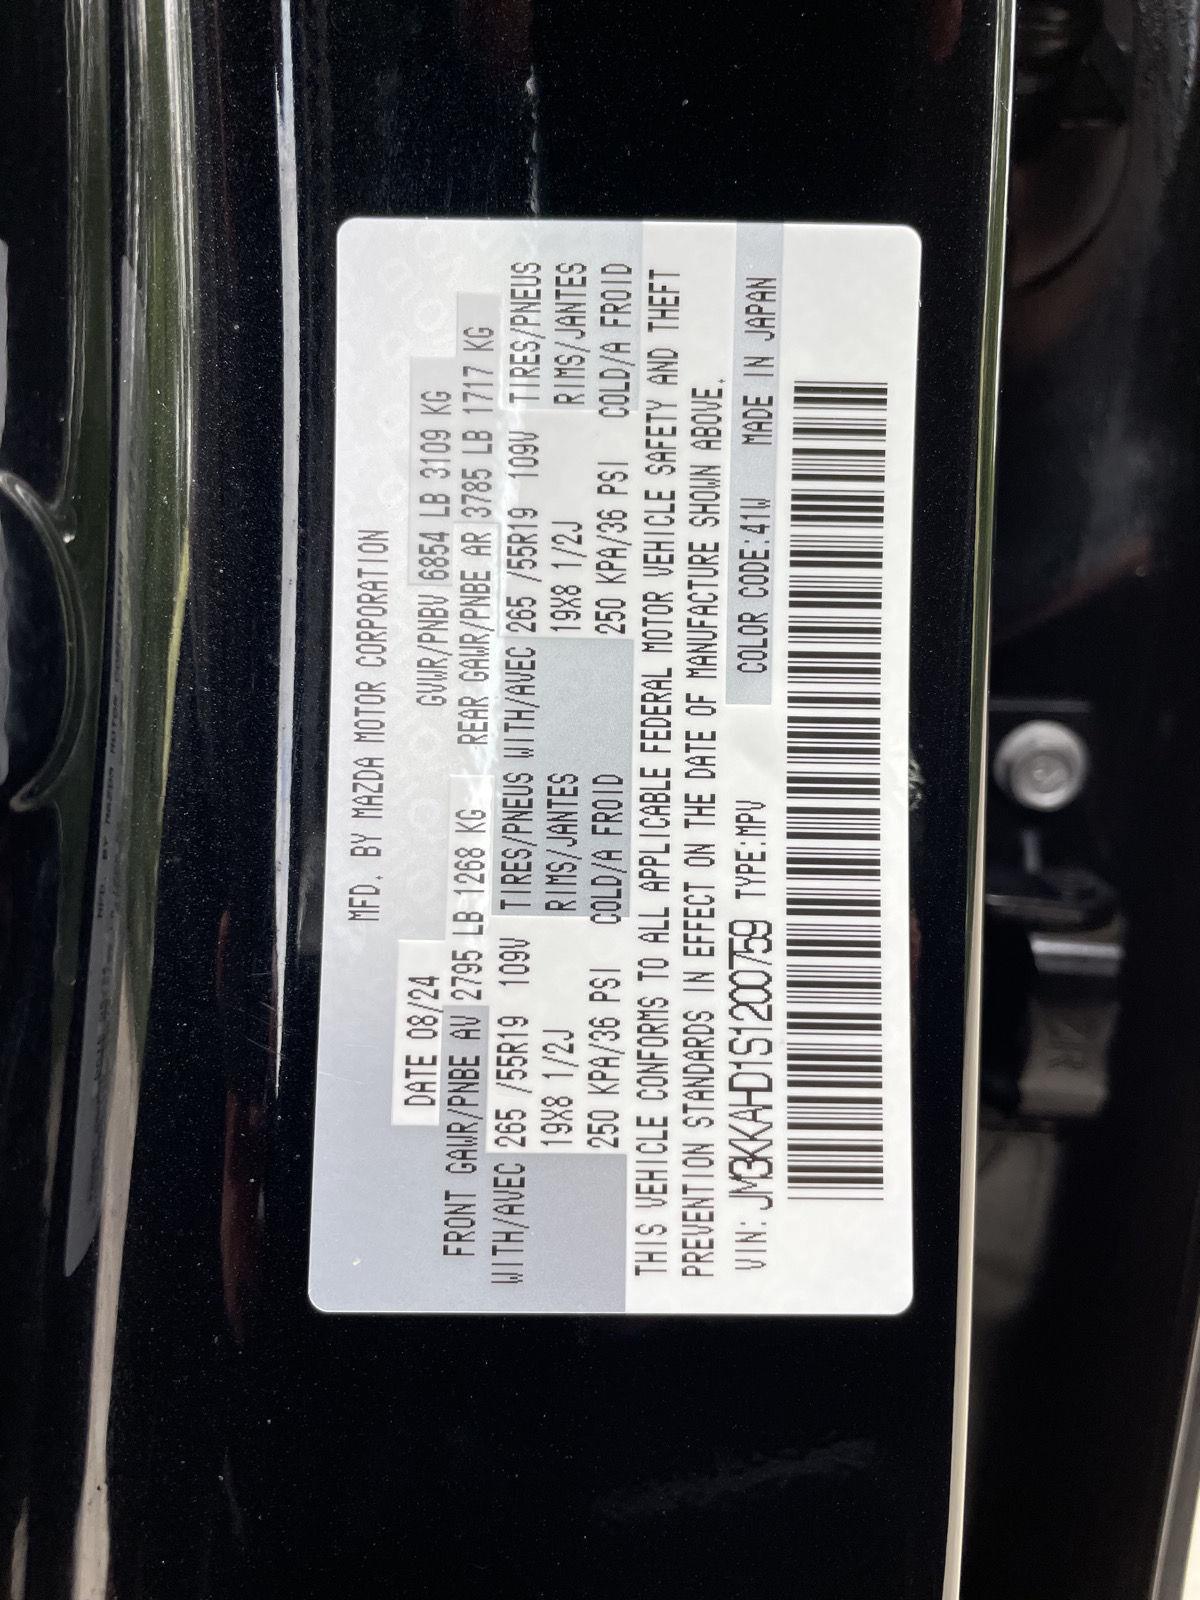 MFD. BY MAZDA MOTOR CORPORATION
DATE 08/24 GVWR/PNBV 6854 LB 3109 KG
FRONT GAWR/PNBE AV 2795 LB 1268 KG REAR GAWR/PNBE AR 3785 LB 1717 KG
WITH/AVEC 265 /55R19 109V TIRES/PNEUS WITH/AVEC 265 /55R19 109V TIRES/PNEUS
19X8 1/2J RIMS/JANTES 19X8 1/2J RIMS/JANTES
250 KPA/36 PSI COLD/A FROID 250 KPA/36 PSI COLD/A FROID
THIS VEHICLE CONFORMS TO ALL APPLICABLE FEDERAL MOTOR VEHICLE SAFETY AND THEFT
PREVENTION STANDARDS IN EFFECT ON THE DATE OF MANUFACTURE SHOWN ABOVE.
VIN: JM3KKAHD1S1200759 TYPE:MPV COLOR CODE:41W MADE IN JAPAN